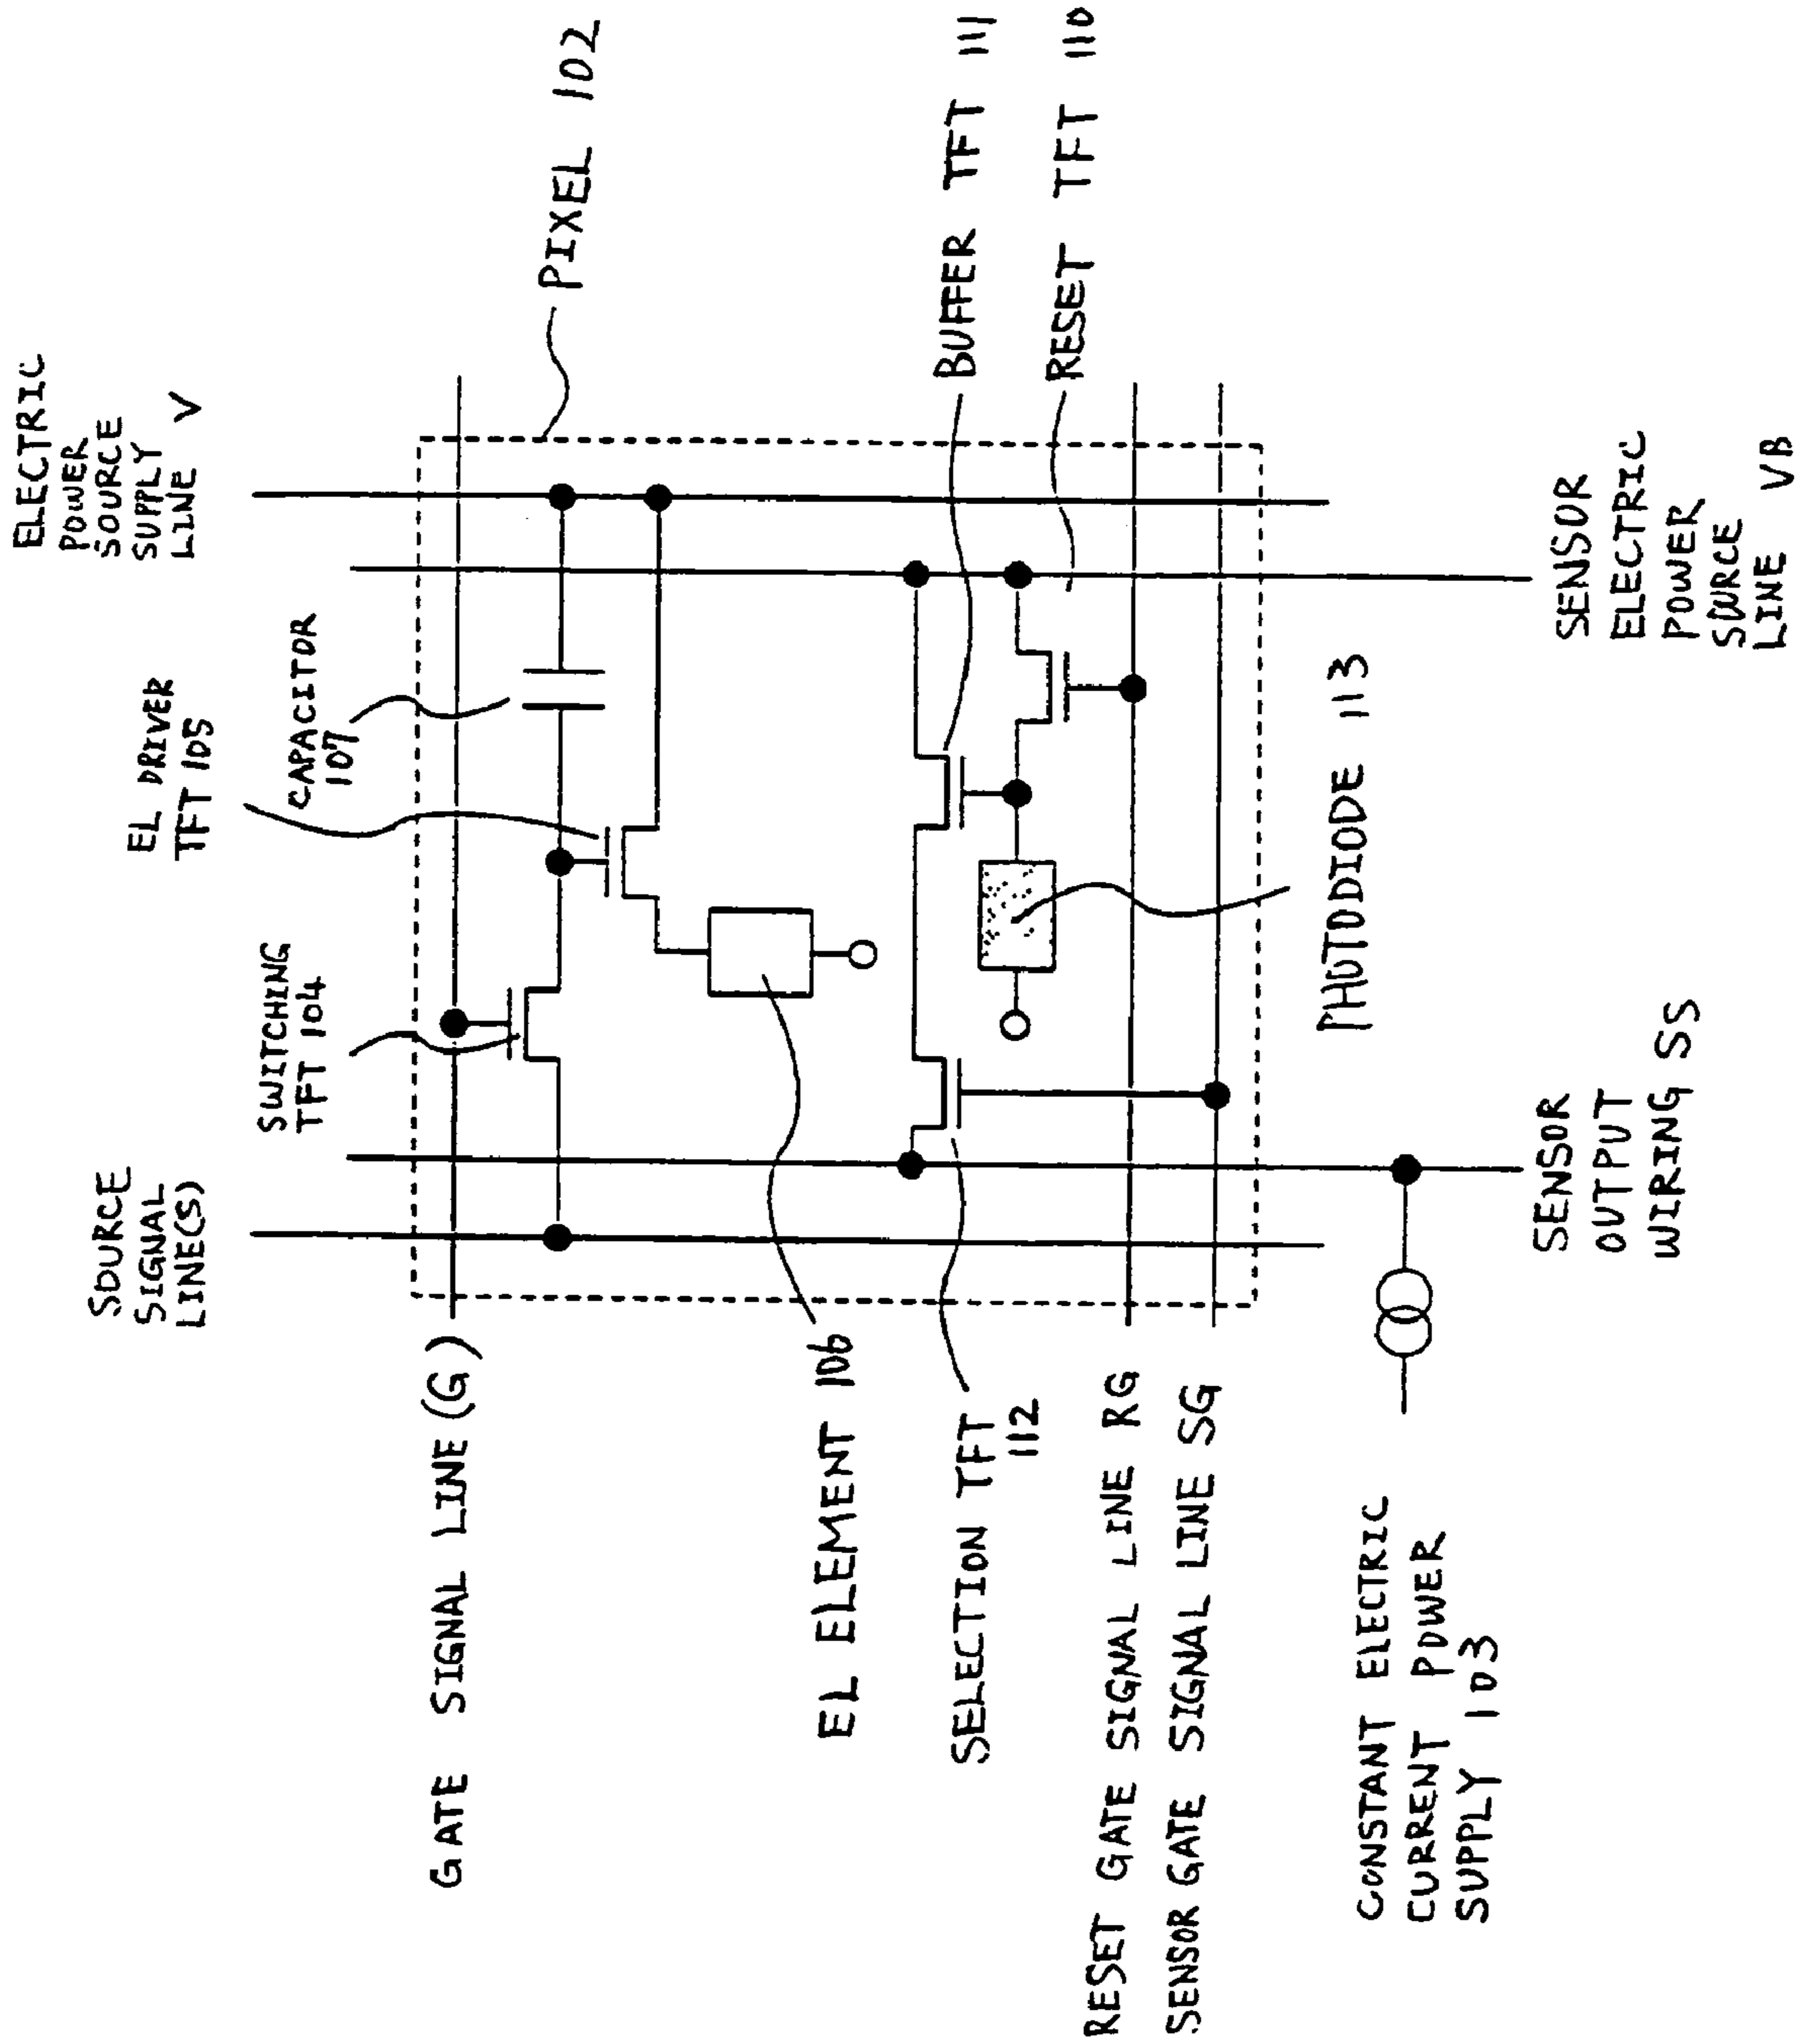 SOURCE
SIGNAL
LINE(S)
SWITCHING
TFT 104
EL DRIVER
TFT 105
CAPACITOR
107
ELECTRIC
POWER
SOURCE
SUPPLY
LINE V
GATE SIGNAL LINE (G)
PIXEL 102
EL ELEMENT 106
BUFFER TFT 111
SELECTION TFT
112
RESET TFT 110
RESET GATE SIGNAL LINE RG
SENSOR GATE SIGNAL LINE SG
PHOTODIODE 113
CONSTANT ELECTRIC
CURRENT POWER
SUPPLY 103
SENSOR
OUTPUT
WIRING SS
SENSOR
ELECTRIC
POWER
SOURCE
LINE VB